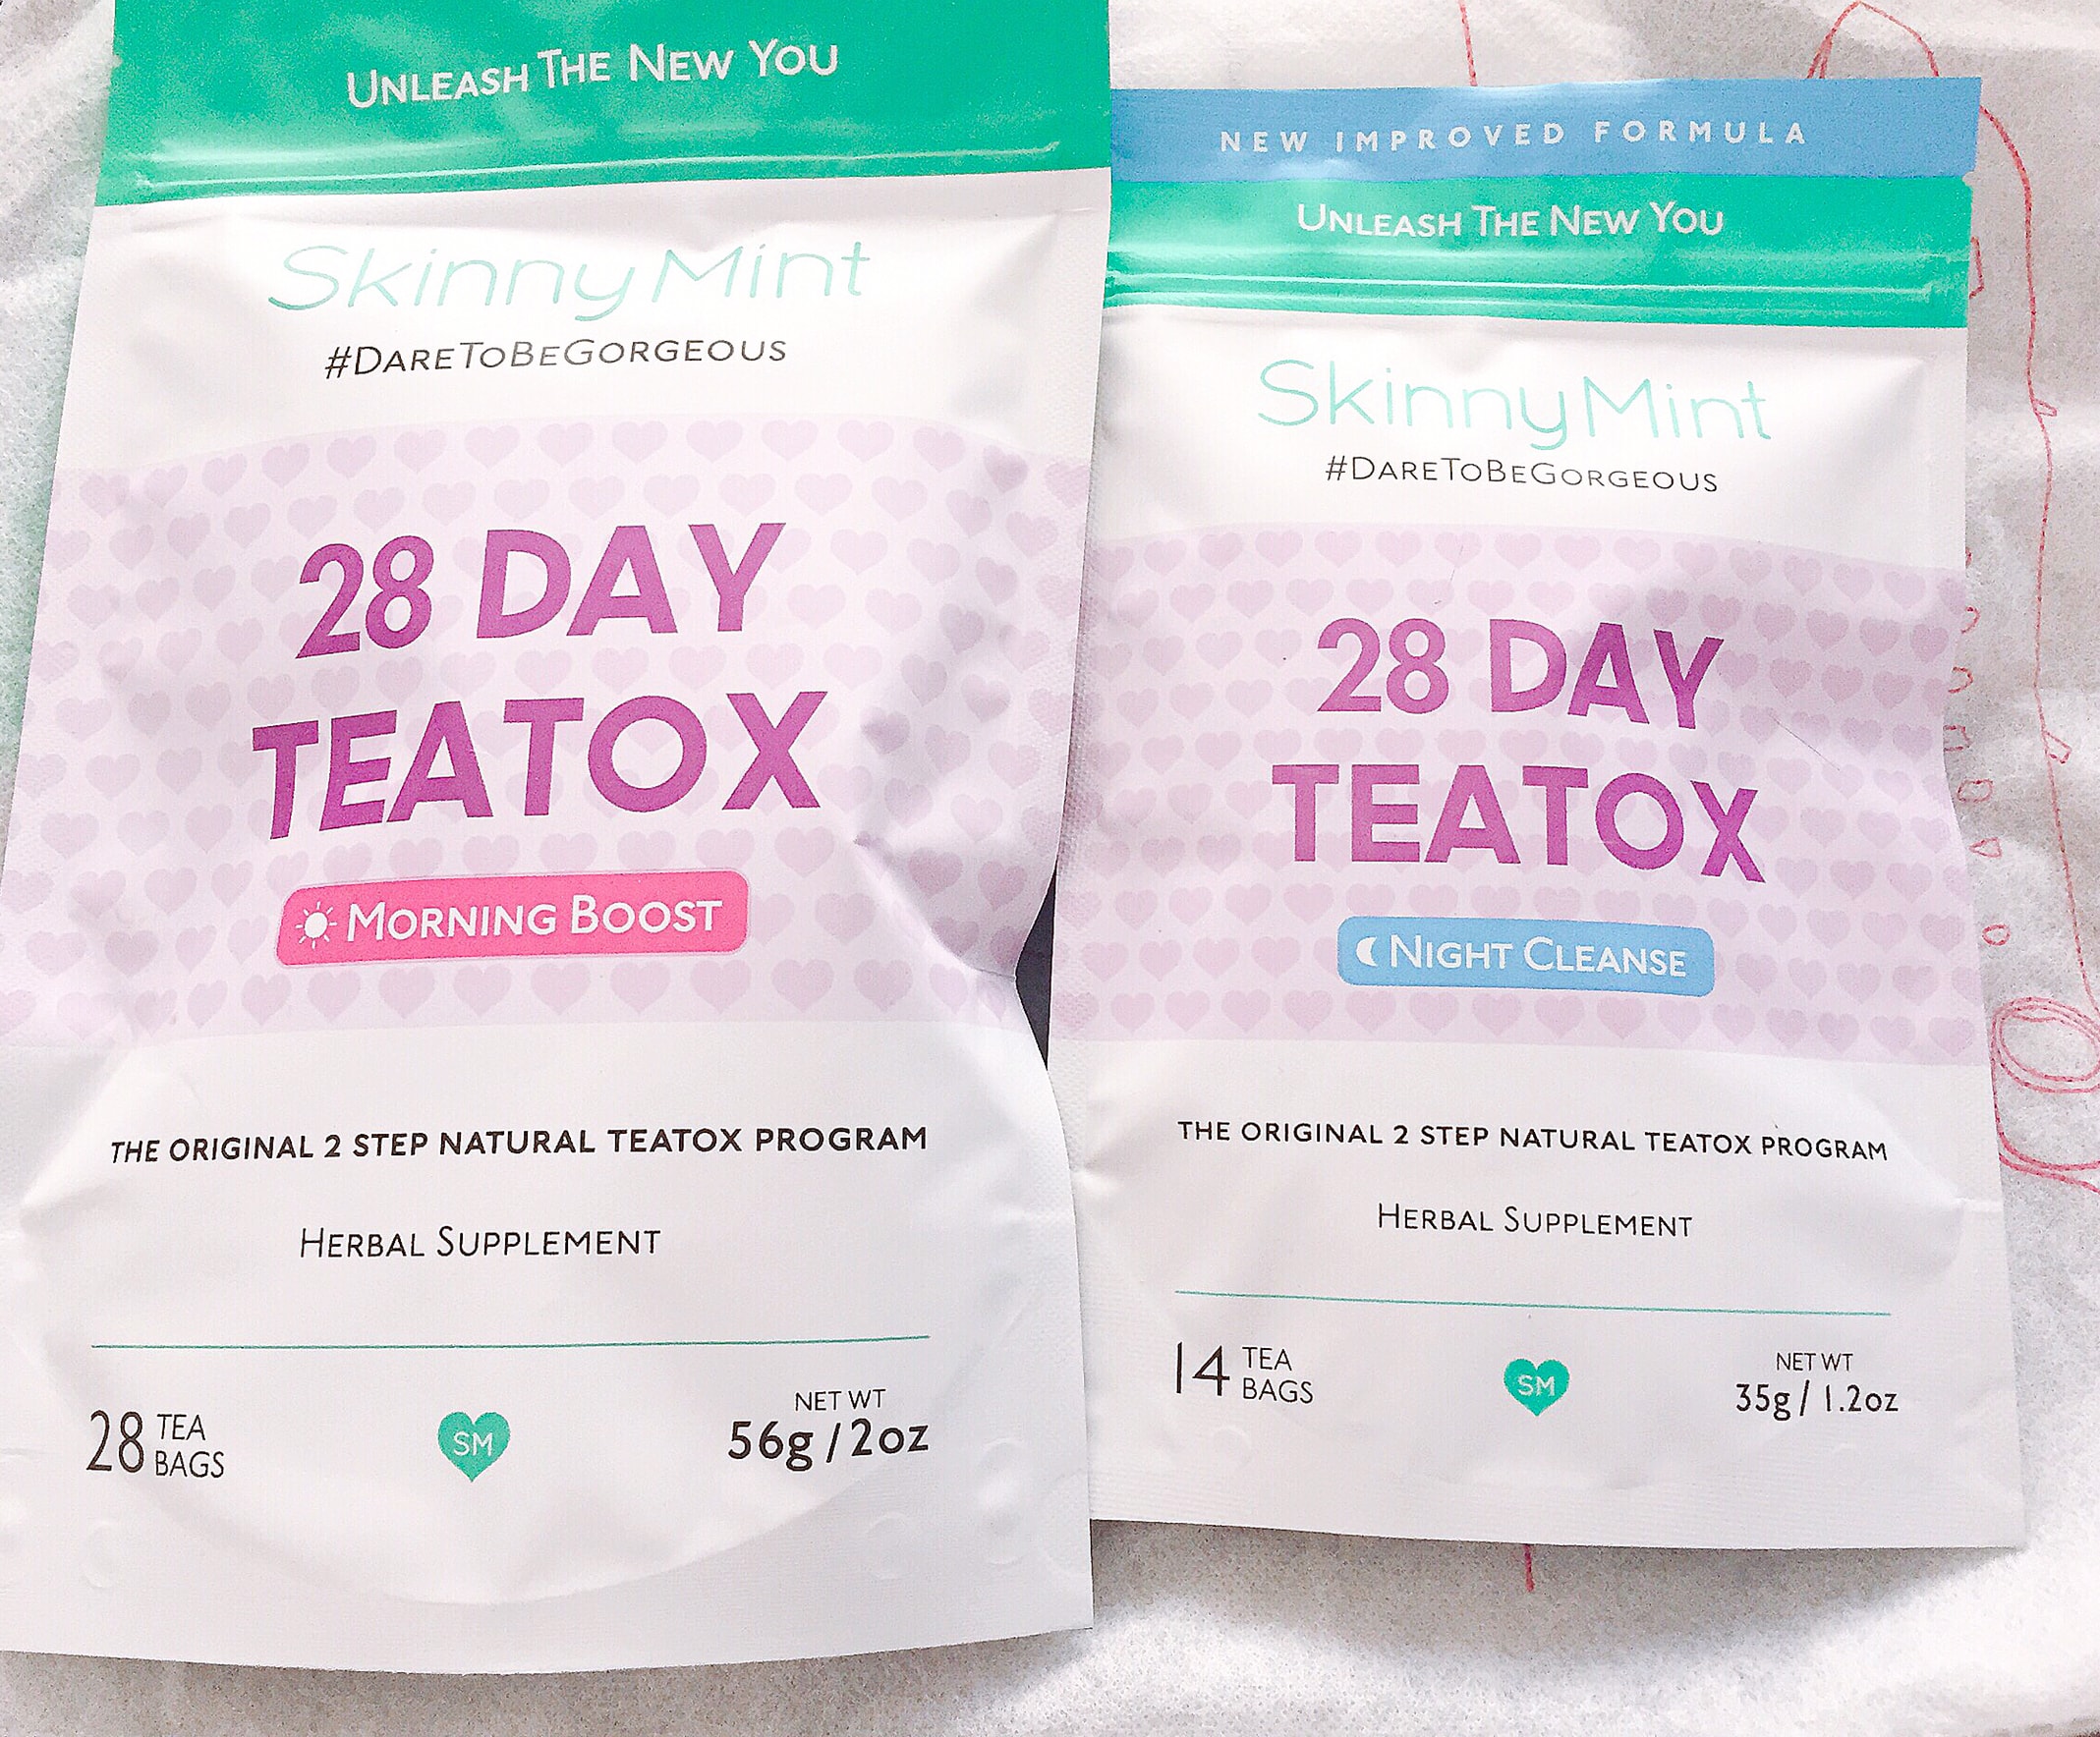 Unleash The New You
SkinnyMint
#DareToBeGorgeous
28 DAY
TEATOX
Morning Boost
THE ORIGINAL 2 STEP NATURAL TEATOX PROGRAM
Herbal Supplement
28 TEA BAGS
SM
NET WT
56g / 2oz
NEW IMPROVED FORMULA
Unleash The New You
SkinnyMint
#DareToBeGorgeous
28 DAY
TEATOX
Night Cleanse
THE ORIGINAL 2 STEP NATURAL TEATOX PROGRAM
Herbal Supplement
14 TEA BAGS
SM
NET WT
35g / 1.2oz